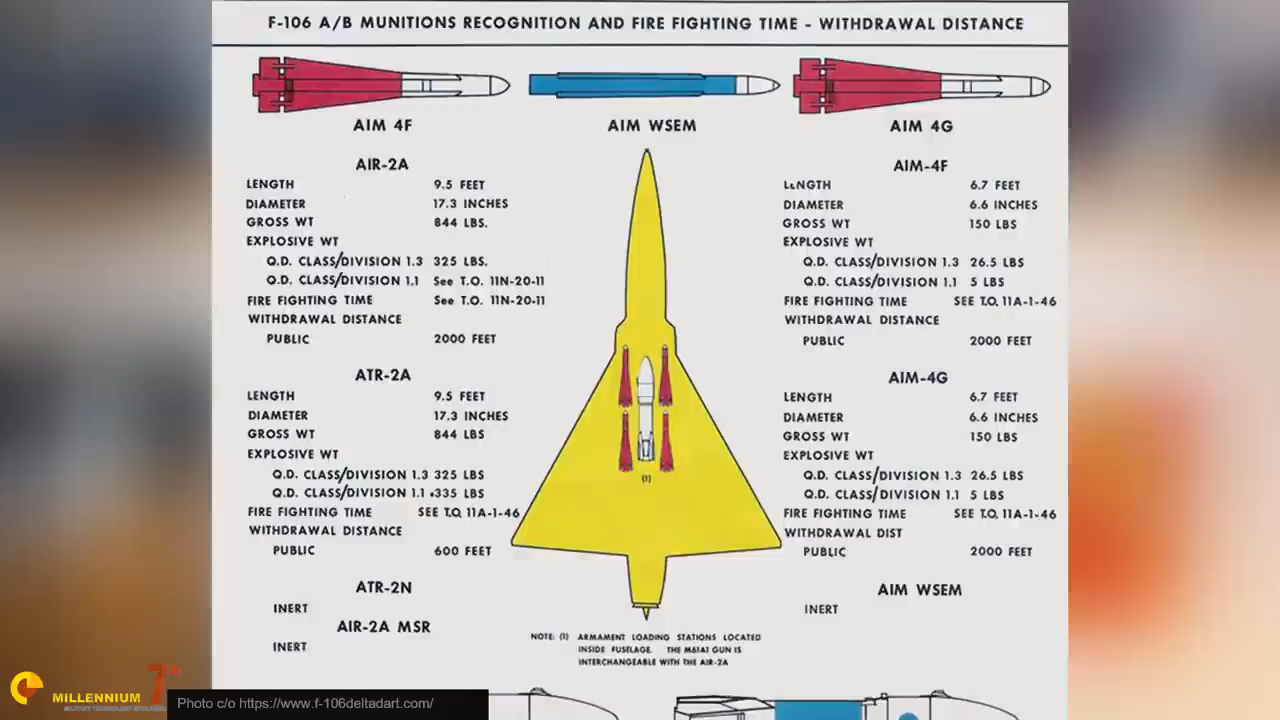 F-106 A/B MUNITIONS RECOGNITION AND FIRE FIGHTING TIME - WITHDRAWAL DISTANCE
AIM 4F
AIM WSEM
AIM 4G
AIR-2A
LENGTH 9.5 FEET
DIAMETER 17.3 INCHES
GROSS WT 844 LBS.
EXPLOSIVE WT
Q.D. CLASS/DIVISION 1.3 325 LBS.
Q.D. CLASS/DIVISION 1.1 See T.O. 11N-20-11
FIRE FIGHTING TIME See T.O. 11N-20-11
WITHDRAWAL DISTANCE
PUBLIC 2000 FEET
ATR-2A
LENGTH 9.5 FEET
DIAMETER 17.3 INCHES
GROSS WT 844 LBS
EXPLOSIVE WT
Q.D. CLASS/DIVISION 1.3 325 LBS
Q.D. CLASS/DIVISION 1.1 .335 LBS
FIRE FIGHTING TIME SEE T.O. 11A-1-46
WITHDRAWAL DISTANCE
PUBLIC 600 FEET
ATR-2N
INERT
AIR-2A MSR
INERT
(1)
NOTE: (1) ARMAMENT LOADING STATIONS LOCATED
INSIDE FUSELAGE. THE M61A1 GUN IS
INTERCHANGEABLE WITH THE AIR-2A
AIM-4F
LENGTH 6.7 FEET
DIAMETER 6.6 INCHES
GROSS WT 150 LBS
EXPLOSIVE WT
Q.D. CLASS/DIVISION 1.3 26.5 LBS
Q.D. CLASS/DIVISION 1.1 5 LBS
FIRE FIGHTING TIME SEE T.O. 11A-1-46
WITHDRAWAL DISTANCE
PUBLIC 2000 FEET
AIM-4G
LENGTH 6.7 FEET
DIAMETER 6.6 INCHES
GROSS WT 150 LBS
EXPLOSIVE WT
Q.D. CLASS/DIVISION 1.3 26.5 LBS
Q.D. CLASS/DIVISION 1.1 5 LBS
FIRE FIGHTING TIME SEE T.O. 11A-1-46
WITHDRAWAL DIST
PUBLIC 2000 FEET
AIM WSEM
INERT
MILLENNIUM 7*
Photo c/o https://www.f-106deltadart.com/